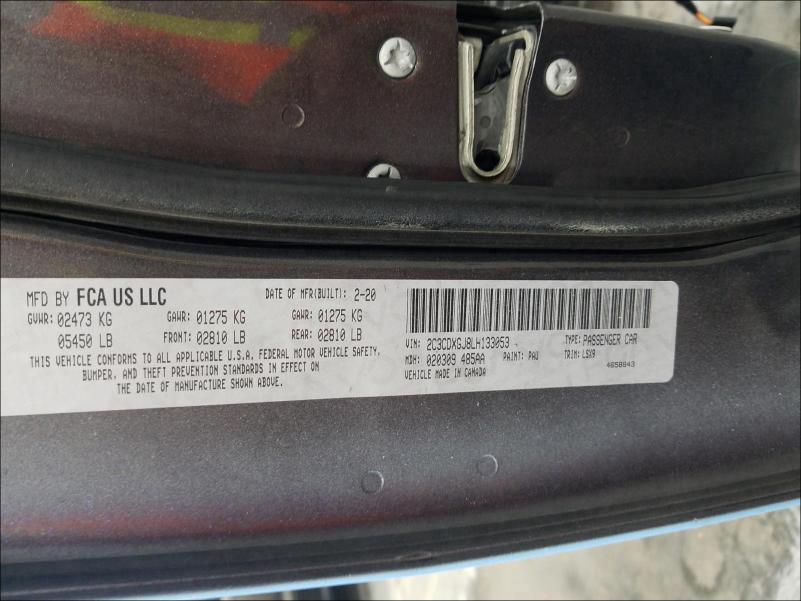 MFD BY FCA US LLC DATE OF MFR(BUILT): 2-20
GVWR: 02473 KG GAWR: 01275 KG GAWR: 01275 KG
05450 LB FRONT: 02810 LB REAR: 02810 LB
THIS VEHICLE CONFORMS TO ALL APPLICABLE U.S.A. FEDERAL MOTOR VEHICLE SAFETY,
BUMPER, AND THEFT PREVENTION STANDARDS IN EFFECT ON
THE DATE OF MANUFACTURE SHOWN ABOVE.
VIN: 2C3CDXGJ8LH133053 TYPE: PASSENGER CAR
MDH: 020309 485AA PAINT: PAU TRIM: LSX9
VEHICLE MADE IN CANADA 4658843